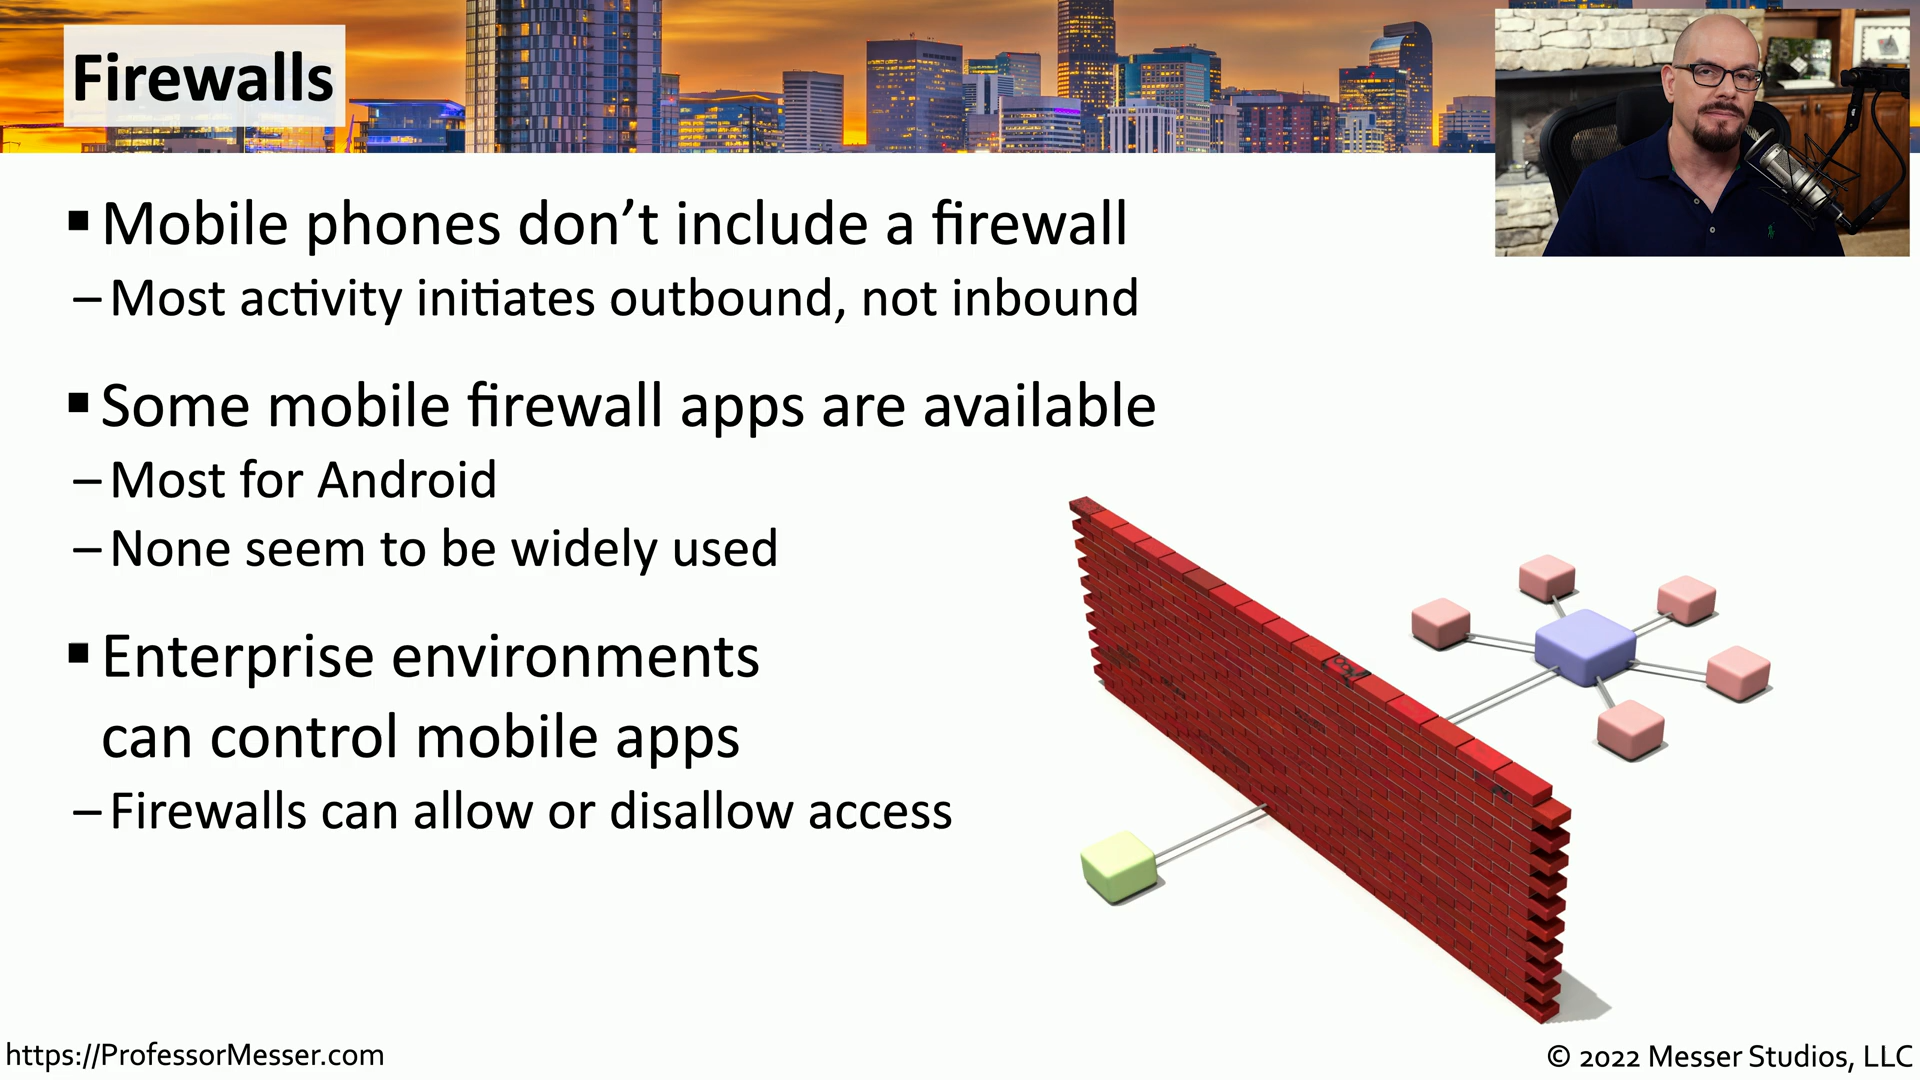 Firewalls
▪ Mobile phones don’t include a firewall
– Most activity initiates outbound, not inbound
▪ Some mobile firewall apps are available
– Most for Android
– None seem to be widely used
▪ Enterprise environments
can control mobile apps
– Firewalls can allow or disallow access
https://ProfessorMesser.com
© 2022 Messer Studios, LLC